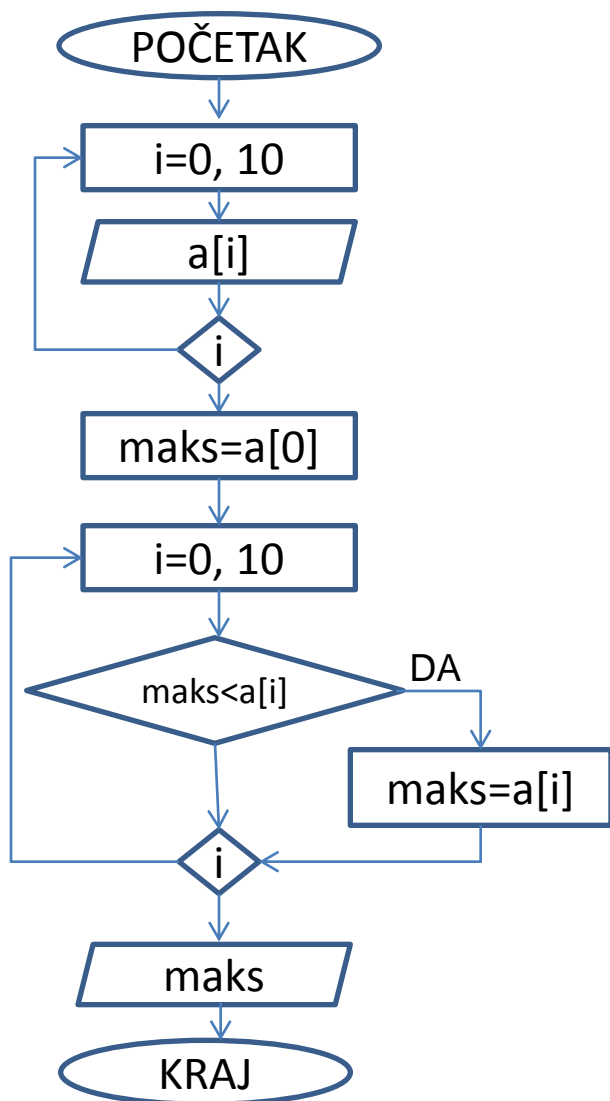 POČETAK
i=0, 10
a[i]
i
maks=a[0]
i=0, 10
maks<a[i]
DA
maks=a[i]
i
maks
KRAJ